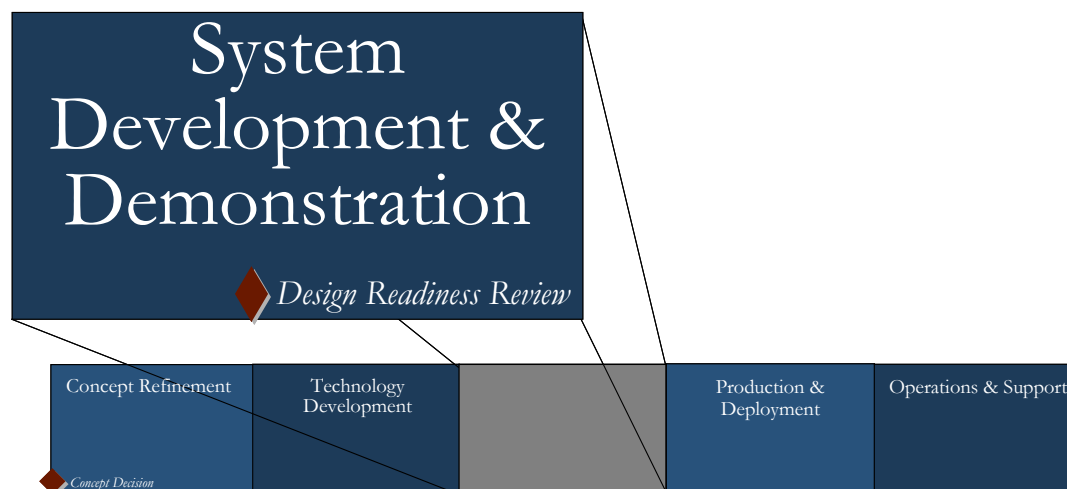 System
Development &
Demonstration
Design Readiness Review
Concept Refinement
Technology
Development
Production &
Deployment
Operations & Support
Concept Decision